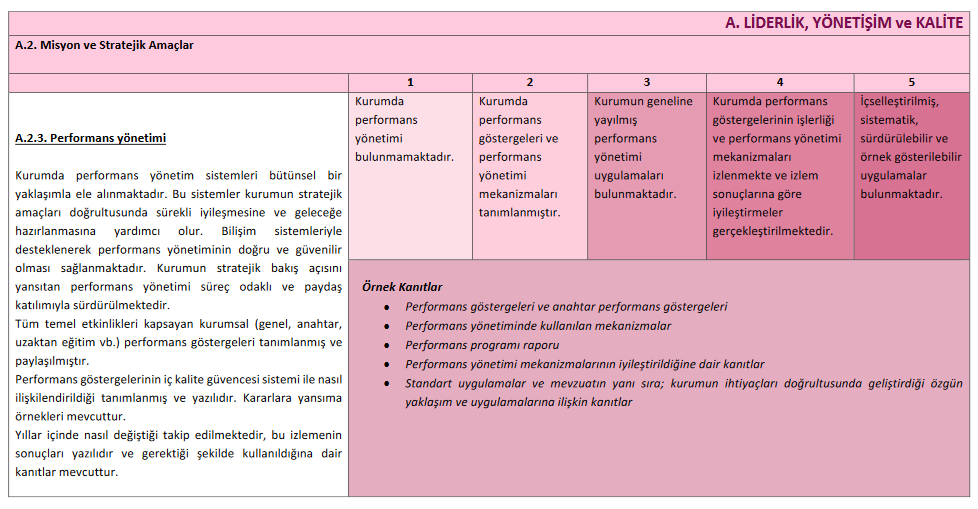 A. LİDERLİK, YÖNETİŞİM ve KALİTE
A.2. Misyon ve Stratejik Amaçlar
1
2
3
4
5
A.2.3. Performans yönetimi
Kurumda performans yönetim sistemleri bütünsel bir
yaklaşımla ele alınmaktadır. Bu sistemler kurumun stratejik
amaçları doğrultusunda sürekli iyileşmesine ve geleceğe
hazırlanmasına yardımcı olur. Bilişim sistemleriyle
desteklenerek performans yönetiminin doğru ve güvenilir
olması sağlanmaktadır. Kurumun stratejik bakış açısını
yansıtan performans yönetimi süreç odaklı ve paydaş
katılımıyla sürdürülmektedir.
Tüm temel etkinlikleri kapsayan kurumsal (genel, anahtar,
uzaktan eğitim vb.) performans göstergeleri tanımlanmış ve
paylaşılmıştır.
Performans göstergelerinin iç kalite güvencesi sistemi ile nasıl
ilişkilendirildiği tanımlanmış ve yazılıdır. Kararlara yansıma
örnekleri mevcuttur.
Yıllar içinde nasıl değiştiği takip edilmektedir, bu izlemenin
sonuçları yazılıdır ve gerektiği şekilde kullanıldığına dair
kanıtlar mevcuttur.
Kurumda
performans
yönetimi
bulunmamaktadır.
Kurumda
performans
göstergeleri ve
performans
yönetimi
mekanizmaları
tanımlanmıştır.
Kurumun geneline
yayılmış
performans
yönetimi
uygulamaları
bulunmaktadır.
Kurumda performans
göstergelerinin işlerliği
ve performans yönetimi
mekanizmaları
izlenmekte ve izlem
sonuçlarına göre
iyileştirmeler
gerçekleştirilmektedir.
İçselleştirilmiş,
sistematik,
sürdürülebilir ve
örnek gösterilebilir
uygulamalar
bulunmaktadır.
Örnek Kanıtlar
• Performans göstergeleri ve anahtar performans göstergeleri
• Performans yönetiminde kullanılan mekanizmalar
• Performans programı raporu
• Performans yönetimi mekanizmalarının iyileştirildiğine dair kanıtlar
• Standart uygulamalar ve mevzuatın yanı sıra; kurumun ihtiyaçları doğrultusunda geliştirdiği özgün
yaklaşım ve uygulamalarına ilişkin kanıtlar